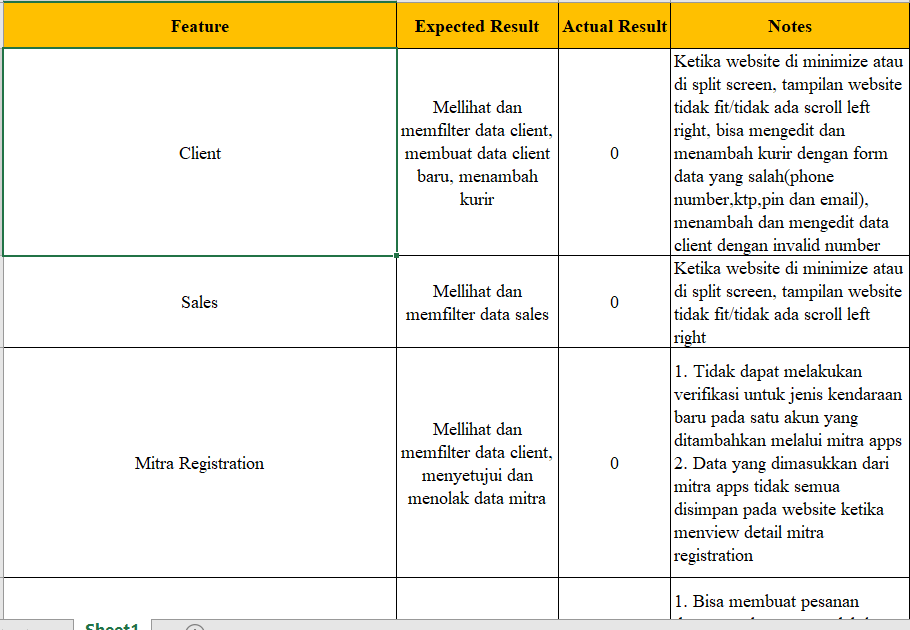 Feature
Expected Result
Actual Result
Notes
Client
Mellihat dan
memfilter data client,
membuat data client
baru, menambah
kurir
0
Ketika website di minimize atau
di split screen, tampilan website
tidak fit/tidak ada scroll left
right, bisa mengedit dan
menambah kurir dengan form
data yang salah(phone
number,ktp,pin dan email),
menambah dan mengedit data
client dengan invalid number
Sales
Mellihat dan
memfilter data sales
0
Ketika website di minimize atau
di split screen, tampilan website
tidak fit/tidak ada scroll left
right
Mitra Registration
Mellihat dan
memfilter data client,
menyetujui dan
menolak data mitra
0
1. Tidak dapat melakukan
verifikasi untuk jenis kendaraan
baru pada satu akun yang
ditambahkan melalui mitra apps
2. Data yang dimasukkan dari
mitra apps tidak semua
disimpan pada website ketika
menview detail mitra
registration
1. Bisa membuat pesanan
Sheet1